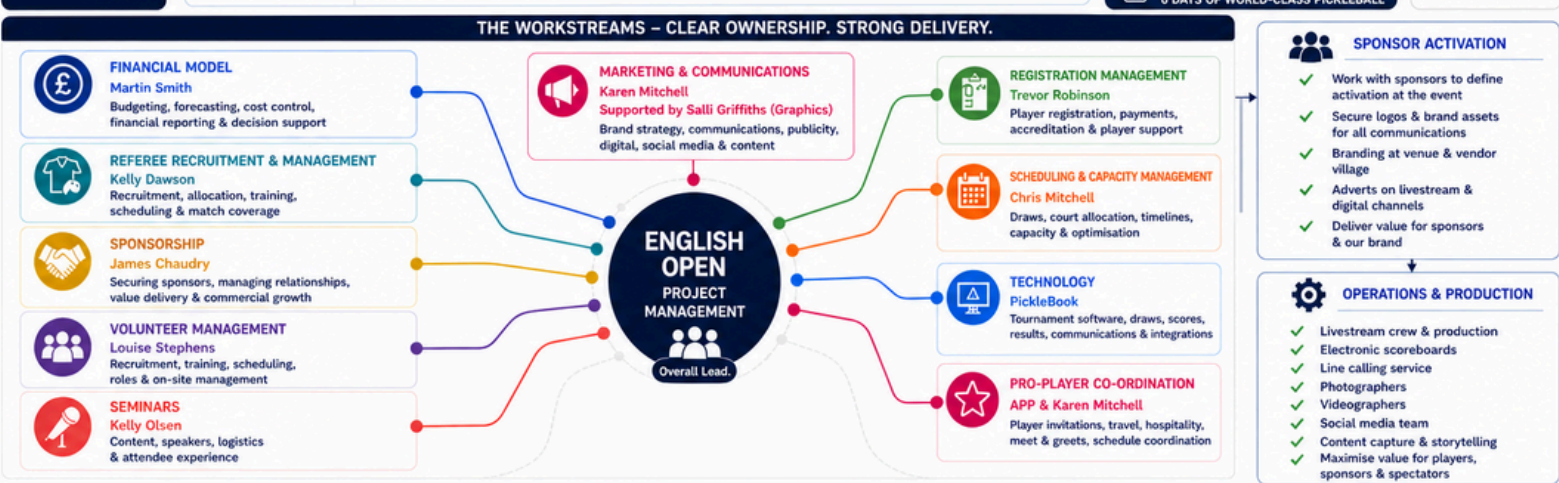 6 DAYS OF WORLD-CLASS PICKLEBALL
THE WORKSTREAMS – CLEAR OWNERSHIP. STRONG DELIVERY.
FINANCIAL MODEL
Martin Smith
Budgeting, forecasting, cost control,
financial reporting & decision support
REFEREE RECRUITMENT & MANAGEMENT
Kelly Dawson
Recruitment, allocation, training,
scheduling & match coverage
SPONSORSHIP
James Chaudry
Securing sponsors, managing relationships,
value delivery & commercial growth
VOLUNTEER MANAGEMENT
Louise Stephens
Recruitment, training, scheduling,
roles & on-site management
SEMINARS
Kelly Olsen
Content, speakers, logistics
& attendee experience
MARKETING & COMMUNICATIONS
Karen Mitchell
Supported by Salli Griffiths (Graphics)
Brand strategy, communications, publicity,
digital, social media & content
ENGLISH
OPEN
PROJECT
MANAGEMENT
Overall Lead.
REGISTRATION MANAGEMENT
Trevor Robinson
Player registration, payments,
accreditation & player support
SCHEDULING & CAPACITY MANAGEMENT
Chris Mitchell
Draws, court allocation, timelines,
capacity & optimisation
TECHNOLOGY
PickleBook
Tournament software, draws, scores,
results, communications & integrations
PRO-PLAYER CO-ORDINATION
APP & Karen Mitchell
Player invitations, travel, hospitality,
meet & greets, schedule coordination
SPONSOR ACTIVATION
Work with sponsors to define
activation at the event
Secure logos & brand assets
for all communications
Branding at venue & vendor
village
Adverts on livestream &
digital channels
Deliver value for sponsors
& our brand
OPERATIONS & PRODUCTION
Livestream crew & production
Electronic scoreboards
Line calling service
Photographers
Videographers
Social media team
Content capture & storytelling
Maximise value for players,
sponsors & spectators